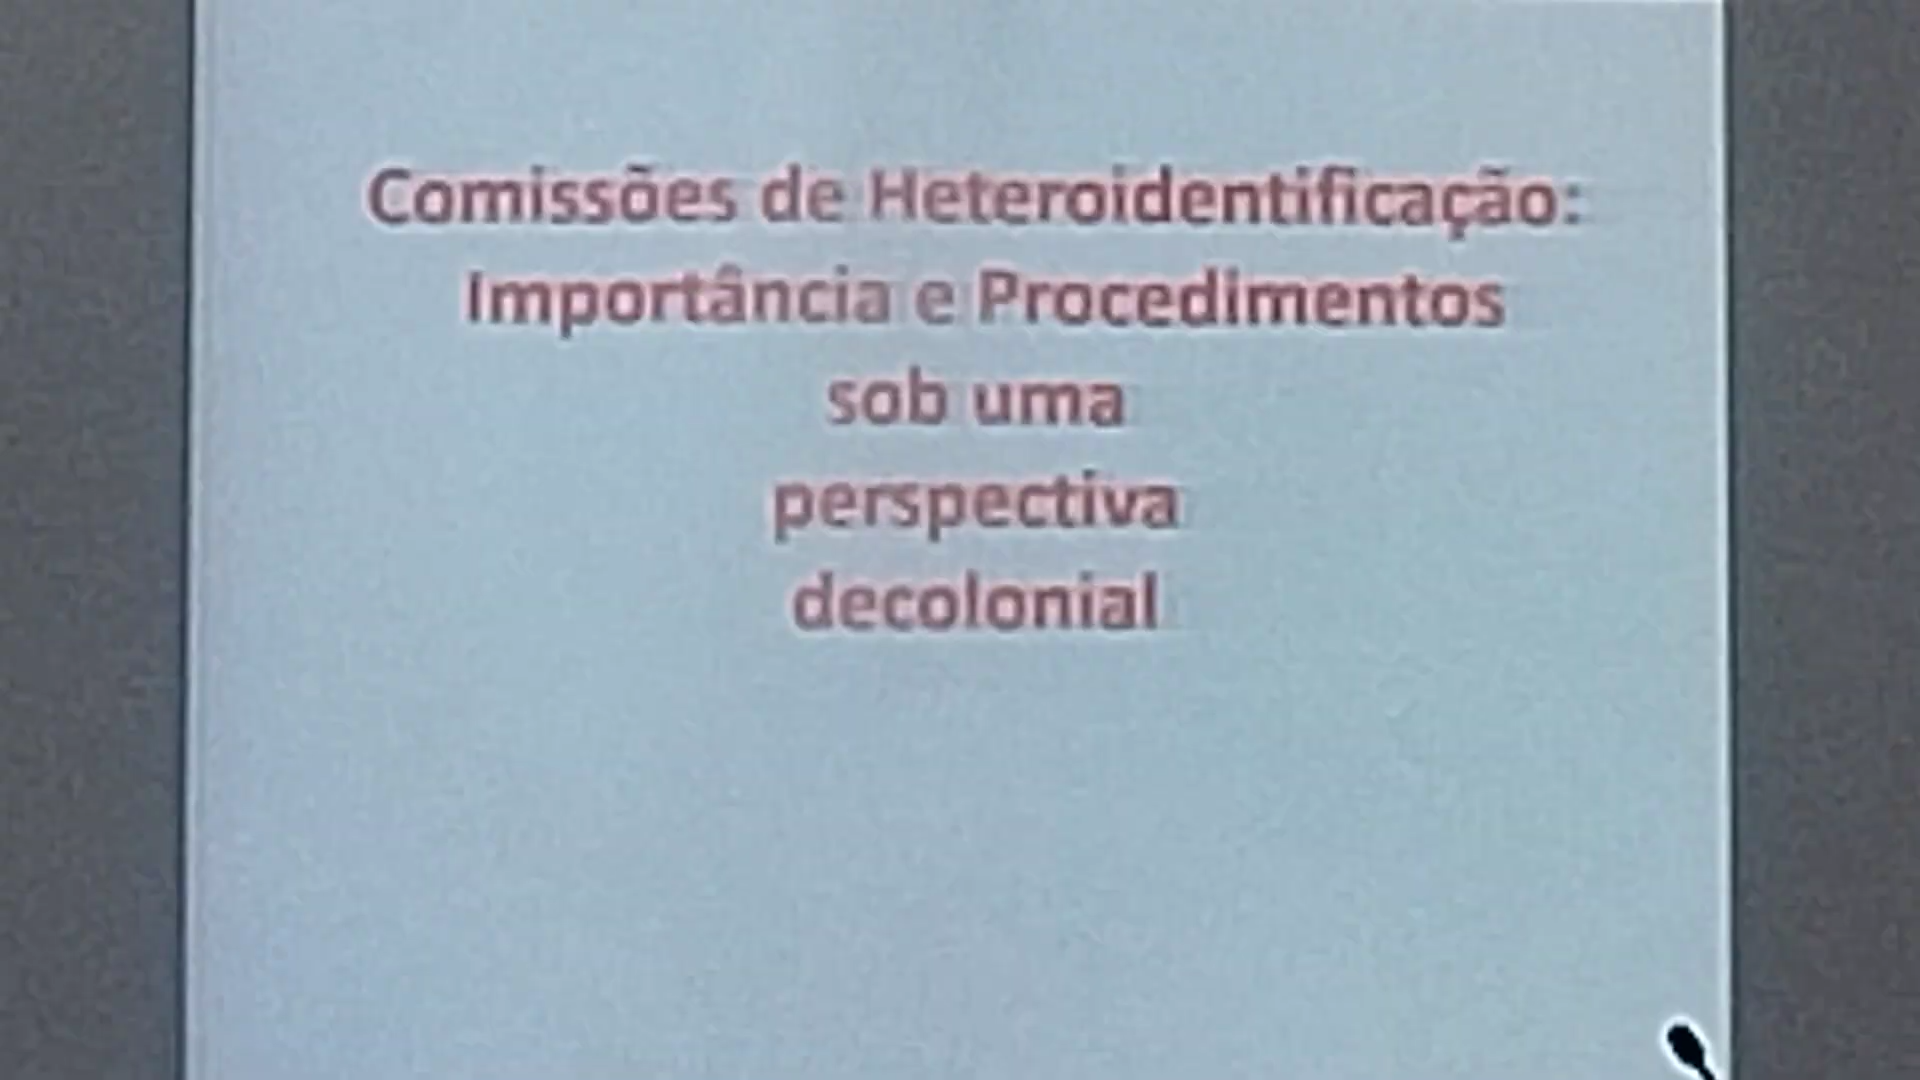 Comissões de Heteroidentificação:
Importância e Procedimentos
sob uma
perspectiva
decolonial